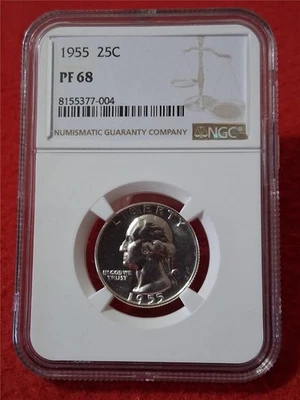 1955 25C
PF 68
8155377-004
NUMISMATIC GUARANTY COMPANY
NGC®
LIBERTY
IN GOD WE
TRUST
1955